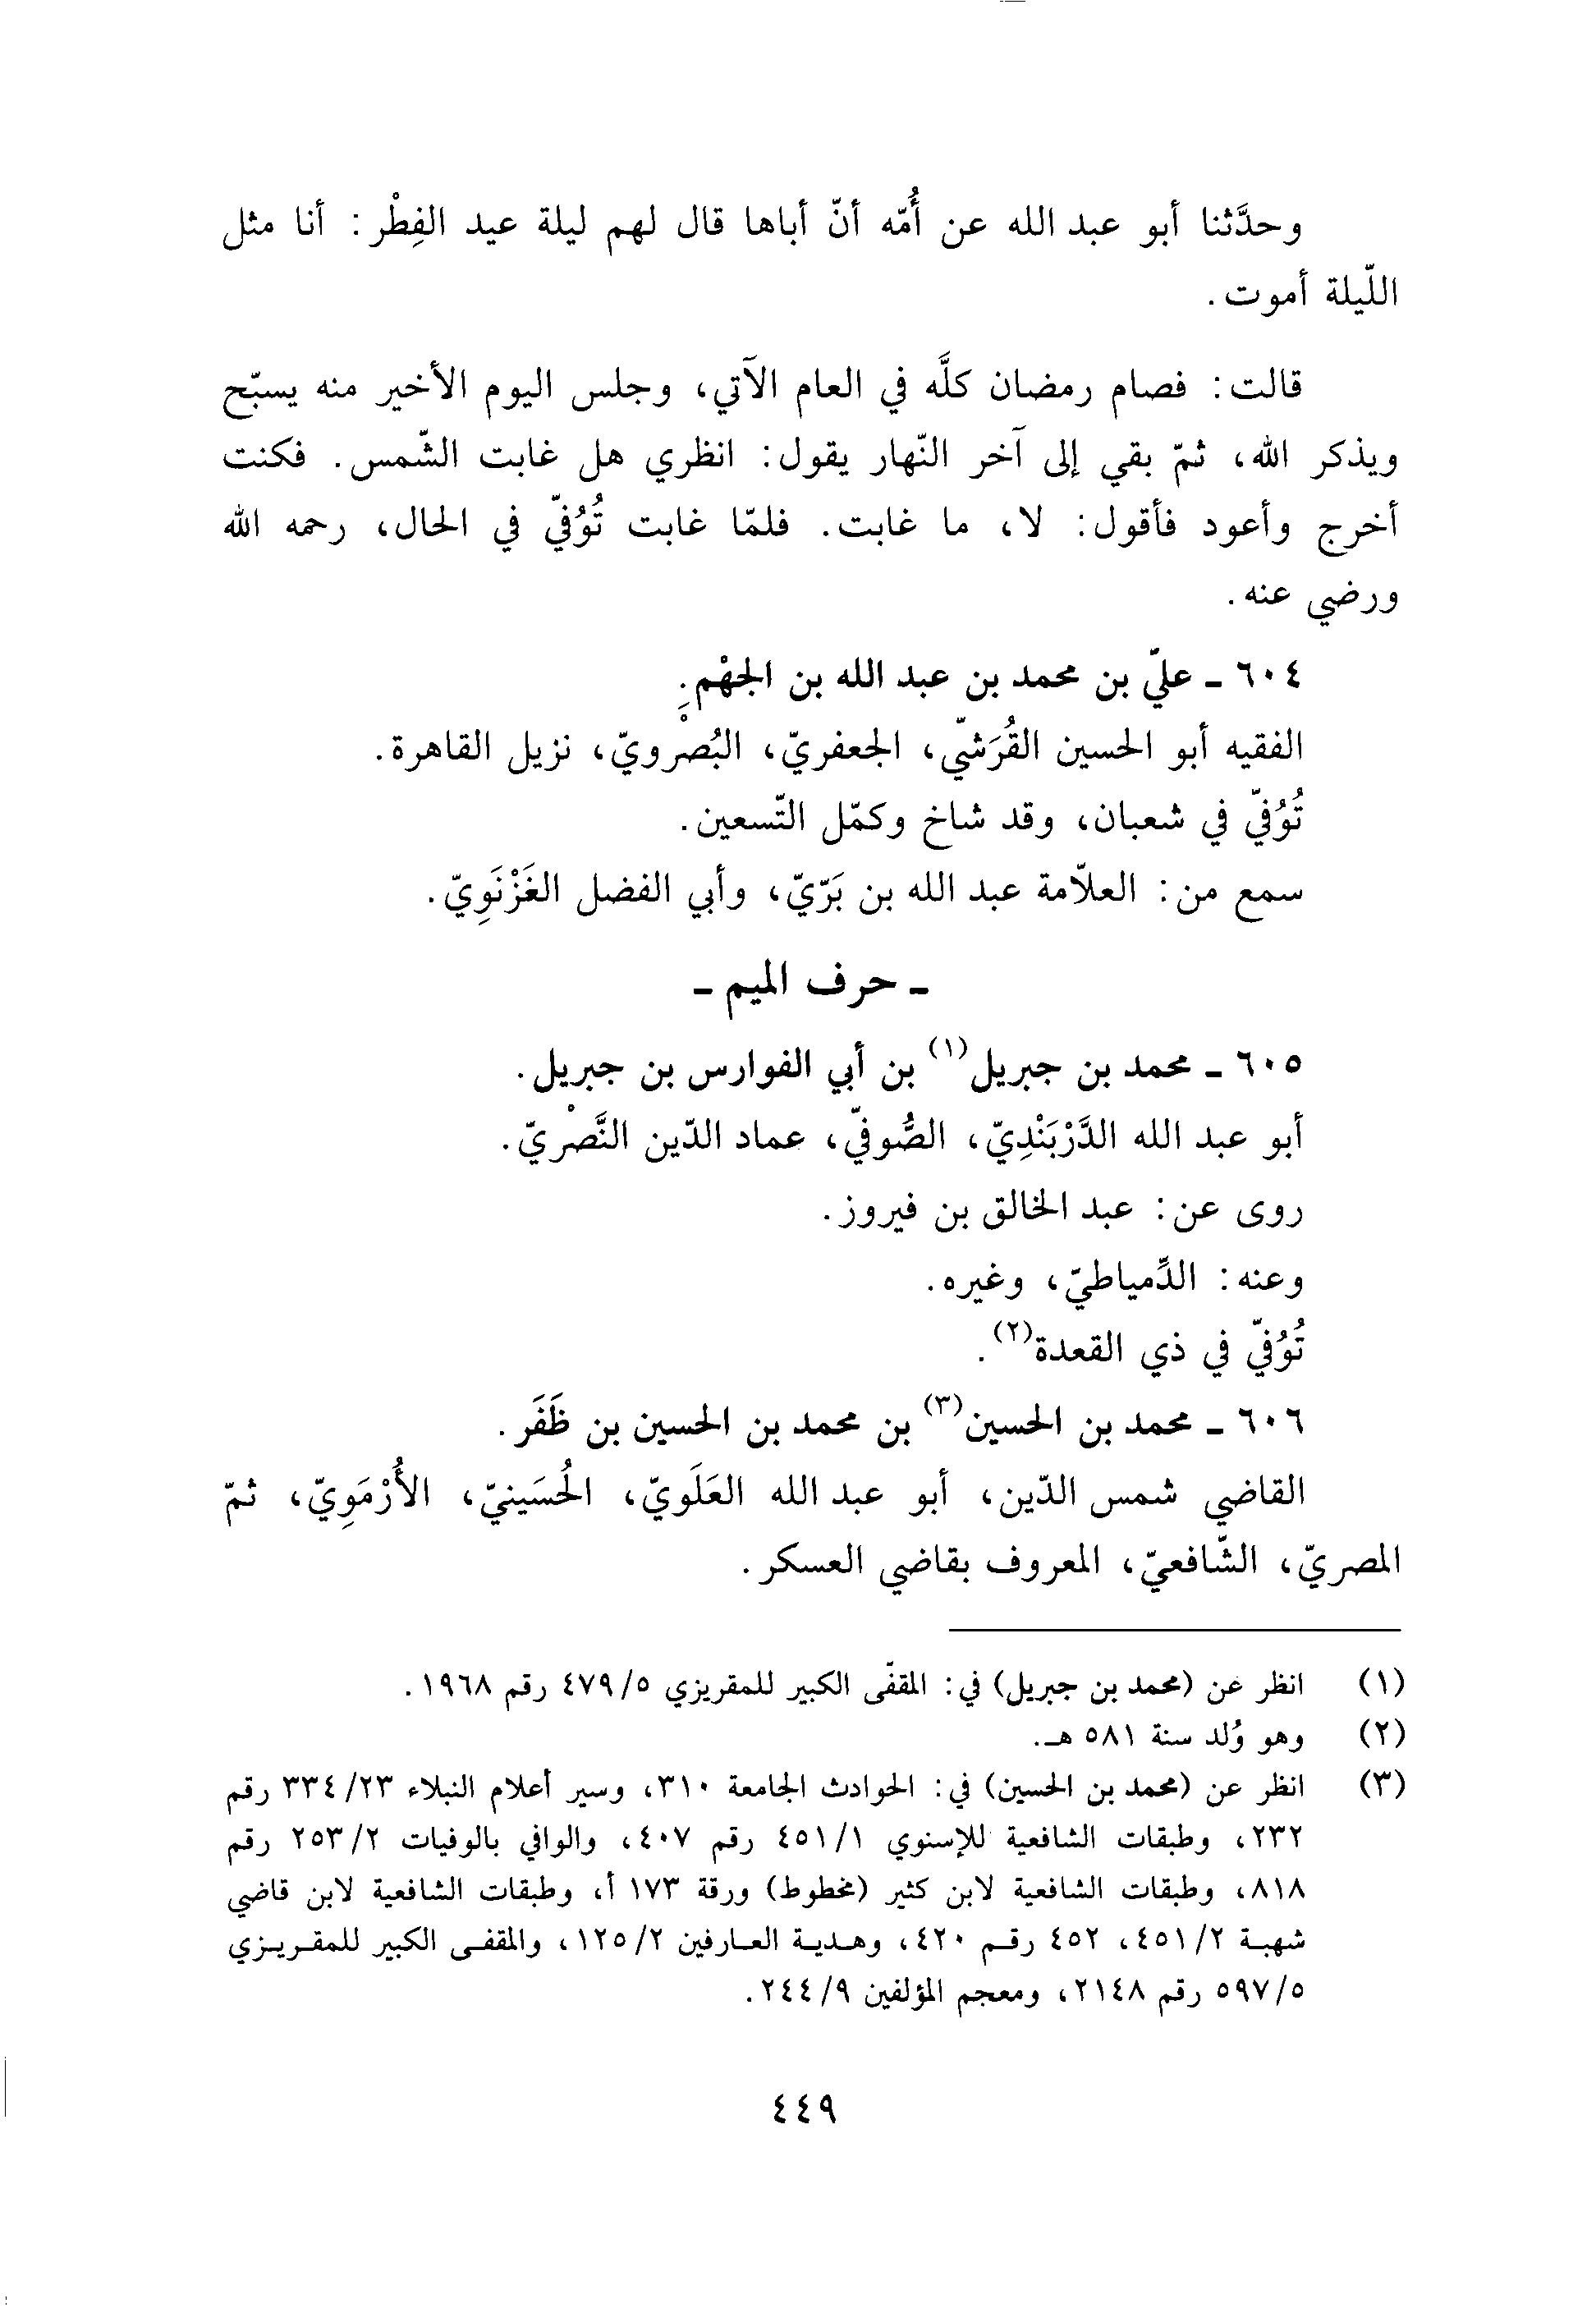 وحدَّثنا أبو عبد الله عن أُمّه أنّ أباها قال لهم ليلة عيد الفِطْر: أنا مثل
اللّيلة أموت.
قالت: فصام رمضان كلَّه في العام الآتي، وجلس اليوم الأخير منه يسبّح
ويذكر الله، ثمّ بقي إلى آخر النّهار يقول: انظري هل غابت الشّمس. فكنت
أخرج وأعود فأقول: لا، ما غابت. فلمّا غابت تُوُفّي في الحال، رحمه الله
ورضي عنه.
٦٠٤ - عليّ بن محمد بن عبد الله بن الجهْمِ.
الفقيه أبو الحسين القُرَشيّ، الجعفريّ، البُصْرويّ، نزيل القاهرة.
تُوُفّي في شعبان، وقد شاخ وكمّل التّسعين.
سمع من: العلاّمة عبد الله بن بَرّيّ، وأبي الفضل الغَزْنَوِيّ.
- حرف الميم -
٦٠٥ - محمد بن جبريل(١) بن أبي الفوارس بن جبريل.
أبو عبد الله الدَّرْبَنْدِيّ، الصُّوفيّ، عماد الدّين النَّصْريّ.
روى عن: عبد الخالق بن فيروز.
وعنه: الدِّمياطيّ، وغيره.
تُوُفّي في ذي القعدة(٢).
٦٠٦ - محمد بن الحسين(٣) بن محمد بن الحسين بن ظَفَر.
القاضي شمس الدّين، أبو عبد الله العَلَويّ، الحُسَينيّ، الأُرْمَوِيّ، ثمّ
المصريّ، الشّافعيّ، المعروف بقاضي العسكر.
(١) انظر عن (محمد بن جبريل) في: المقفّى الكبير للمقريزي ٤٧٩/٥ رقم ١٩٦٨.
(٢) وهو وُلد سنة ٥٨١ هـ.
(٣) انظر عن (محمد بن الحسين) في: الحوادث الجامعة ٣١٠، وسير أعلام النبلاء ٣٣٤/٢٣ رقم
٢٣٢، وطبقات الشافعية للإسنوي ٤٥١/١ رقم ٤٠٧، والوافي بالوفيات ٢٥٣/٢ رقم
٨١٨، وطبقات الشافعية لابن كثير (مخطوط) ورقة ١٧٣ أ، وطبقات الشافعية لابن قاضي
شهبة ٤٥١/٢، ٤٥٢ رقم ٤٢٠، وهدية العارفين ١٢٥/٢، والمقفى الكبير للمقريزي
٥٩٧/٥ رقم ٢١٤٨، ومعجم المؤلفين ٢٤٤/٩.
٤٤٩